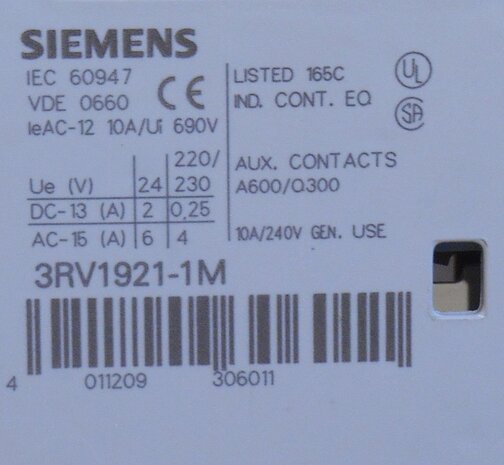 SIEMENS
IEC 60947
VDE 0660 CE
IeAC-12 10A/Ui 690V
220/
Ue (V) 24 230
DC-13 (A) 2 0,25
AC-15 (A) 6 4
LISTED 165C UL
IND. CONT. EQ SA
AUX. CONTACTS
A600/Q300
10A/240V GEN. USE
3RV1921-1M
4 011209 306011